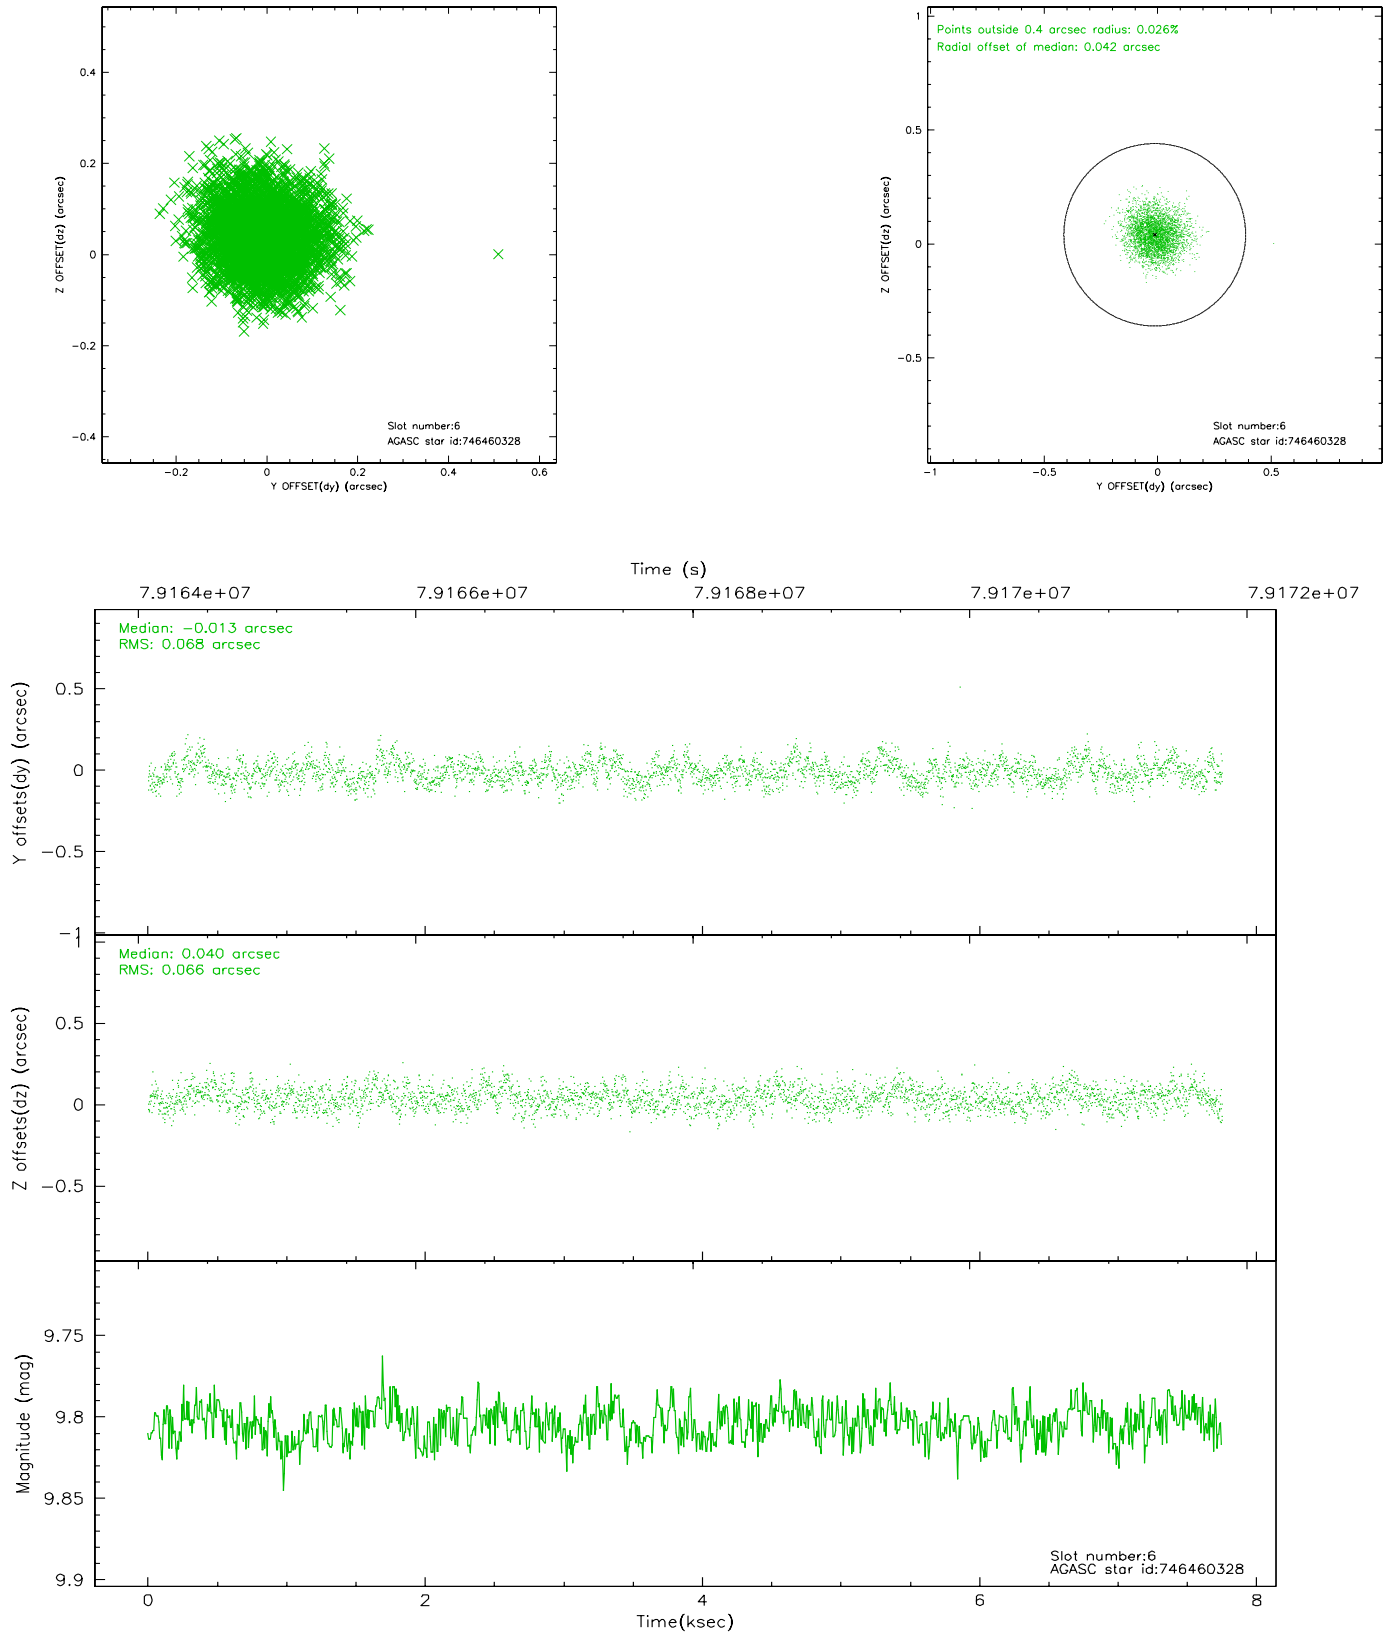 0.4
0.2
0
−0.2
−0.4
Z OFFSET(dz) (arcsec)
Slot number:6
AGASC star id:746460328
−0.2 0 0.2 0.4 0.6
Y OFFSET(dy) (arcsec)
Points outside 0.4 arcsec radius: 0.026%
Radial offset of median: 0.042 arcsec
1
0.5
0
−0.5
Z OFFSET(dz) (arcsec)
Slot number:6
AGASC star id:746460328
−1 −0.5 0 0.5
Y OFFSET(dy) (arcsec)
Time (s)
7.9164e+07 7.9166e+07 7.9168e+07 7.917e+07 7.9172e+07
Median: −0.013 arcsec
RMS: 0.068 arcsec
0.5
0
−0.5
−1
Y offsets(dy) (arcsec)
Median: 0.040 arcsec
RMS: 0.066 arcsec
1
0.5
0
−0.5
Z offsets(dz) (arcsec)
9.75
9.8
9.85
9.9
Magnitude (mag)
Slot number:6
AGASC star id:746460328
0 2 4 6 8
Time(ksec)